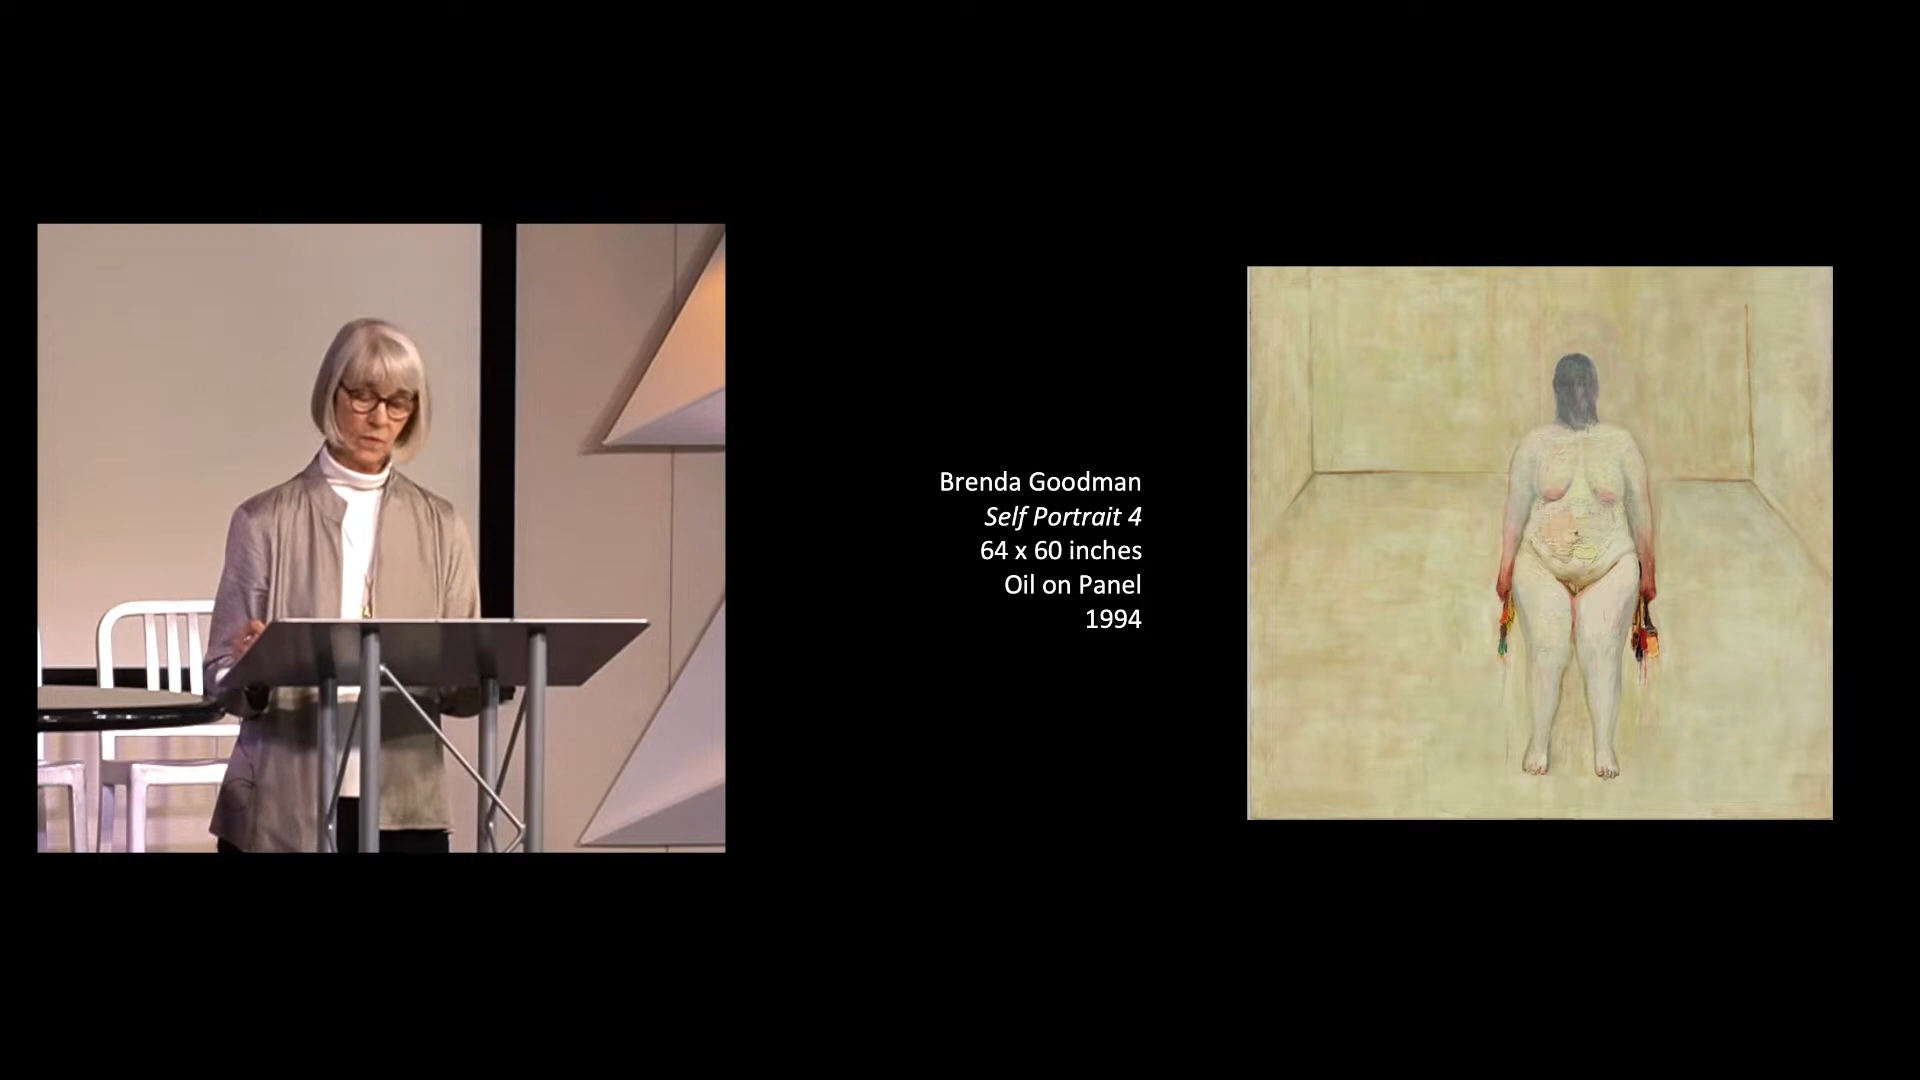 Brenda Goodman
Self Portrait 4
64 x 60 inches
Oil on Panel
1994